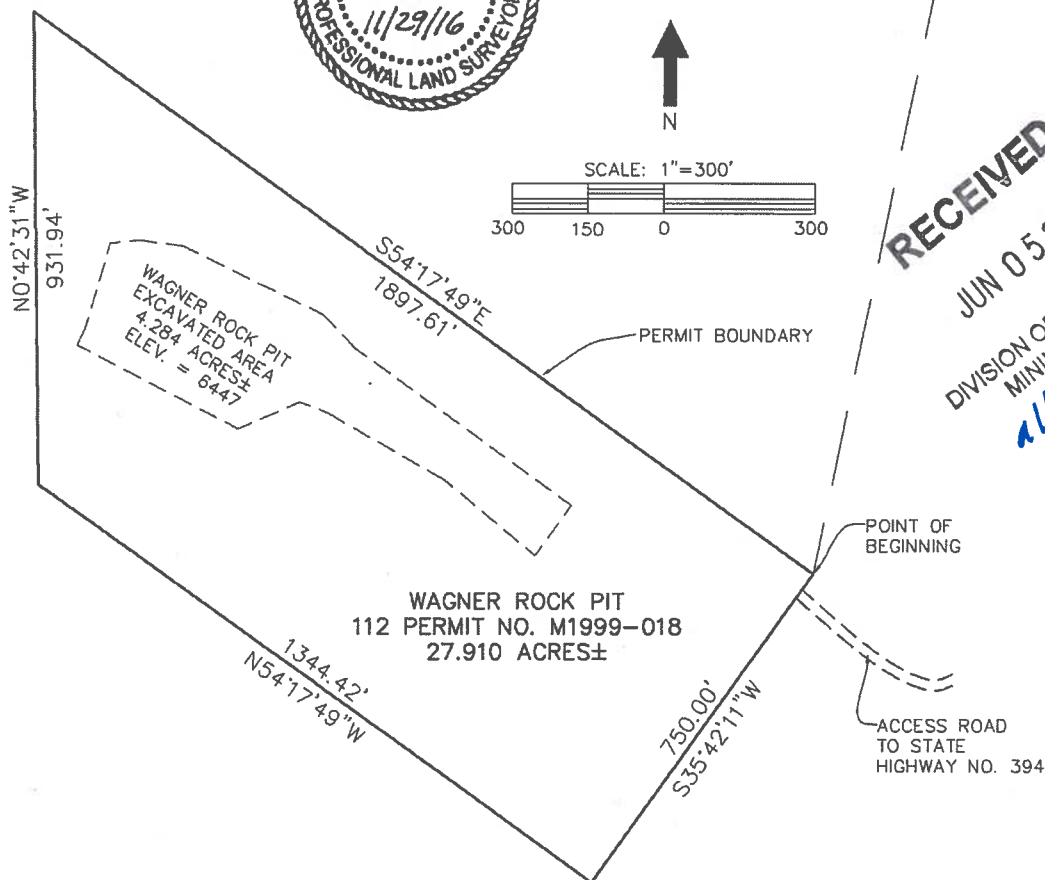 11/29/16
PROFESSIONAL LAND SURVEYOR
N
SCALE: 1"=300'
300 150 0 300
RECEIVED
JUN 05
DIVISION OF
N0°42'31"W
931.94'
S54°17'49"E
1897.61'
WAGNER ROCK PIT
EXCAVATED AREA
4.284 ACRES±
ELEV. = 6447
PERMIT BOUNDARY
POINT OF
BEGINNING
WAGNER ROCK PIT
112 PERMIT NO. M1999-018
27.910 ACRES±
1344.42'
N54°17'49"W
750.00'
S35°42'11"W
ACCESS ROAD
TO STATE
HIGHWAY NO. 394